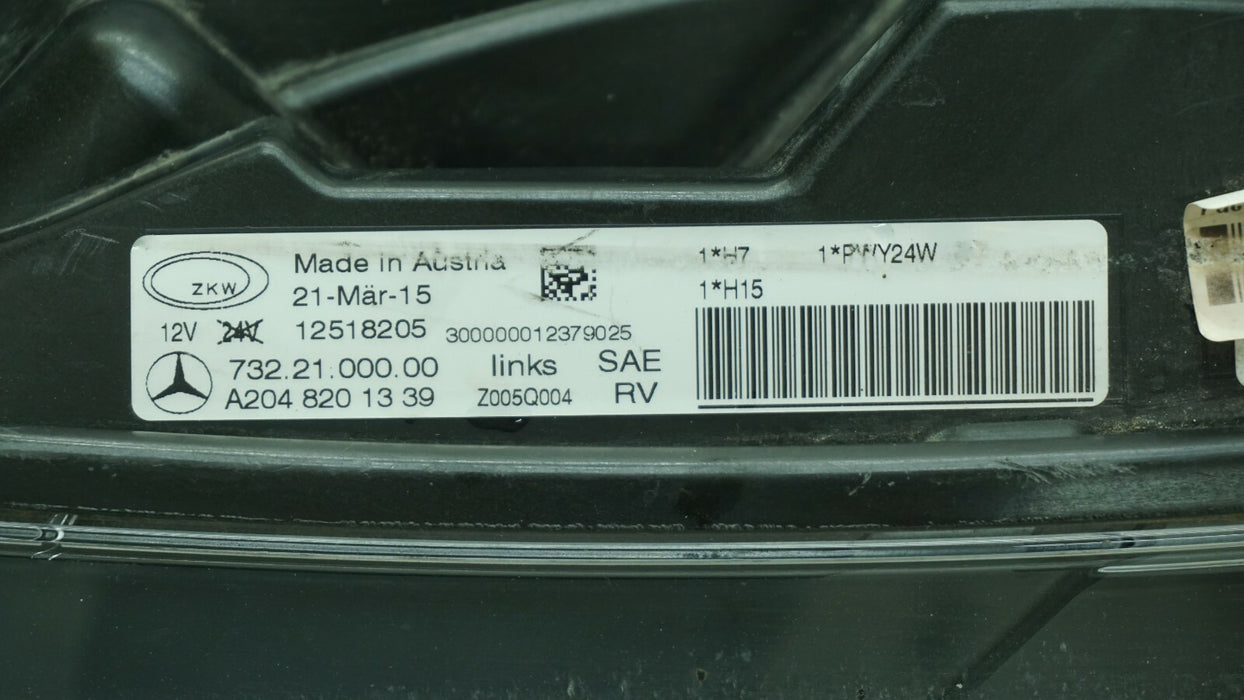 ZKW
Made in Austria
21-Mär-15
12V 24V 12518205 300000012379025
732.21.000.00 links SAE
A204 820 13 39 Z005Q004 RV
1*H7 1*PWY24W
1*H15